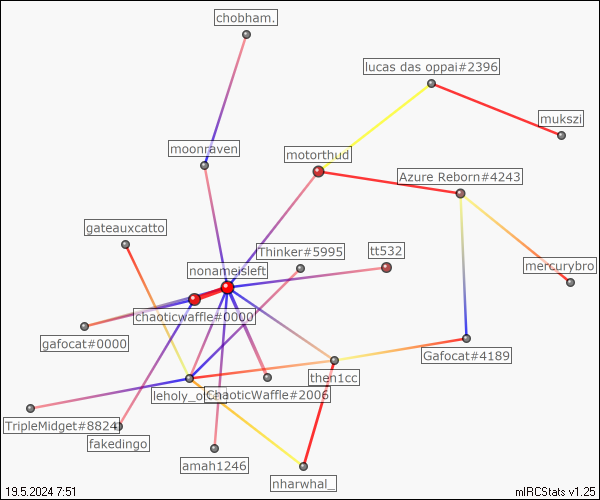 chobham.
lucas das oppai#2396
mukszi
moonraven
motorthud
Azure Reborn#4243
gateauxcatto
Thinker#5995
tt532
nonameisleft
mercurybro
chaoticwaffle#0000
gafocat#0000
Gafocat#4189
then1cc
ChaoticWaffle#2006
TripleMidget#8824
fakedingo
amah1246
nharwhal_
19.5.2024 7:51
mIRCStats v1.25